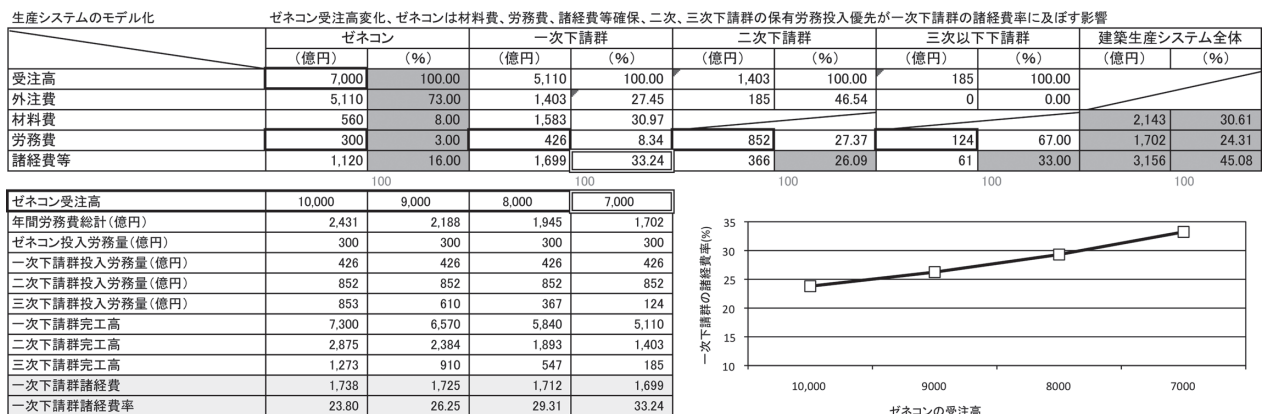 生産システムのモデル化 ゼネコン受注高変化、ゼネコンは材料費、労務費、諸経費等確保、二次、三次下請群の保有労務投入優先が一次下請群の諸経費率に及ぼす影響
ゼネコン 一次下請群 二次下請群 三次以下下請群 建築生産システム全体
(億円) (%) (億円) (%) (億円) (%) (億円) (%) (億円) (%)
受注高 7,000 100.00 5,110 100.00 1,403 100.00 185 100.00
外注費 5,110 73.00 1,403 27.45 185 46.54 0 0.00
材料費 560 8.00 1,583 30.97 2,143 30.61
労務費 300 3.00 426 8.34 852 27.37 124 67.00 1,702 24.31
諸経費等 1,120 16.00 1,699 33.24 366 26.09 61 33.00 3,156 45.08
100 100 100 100 100
ゼネコン受注高 10,000 9,000 8,000 7,000
年間労務費総計(億円) 2,431 2,188 1,945 1,702
ゼネコン投入労務量(億円) 300 300 300 300
一次下請群投入労務量(億円) 426 426 426 426
二次下請群投入労務量(億円) 852 852 852 852
三次下請群投入労務量(億円) 853 610 367 124
一次下請群完工高 7,300 6,570 5,840 5,110
二次下請群完工高 2,875 2,384 1,893 1,403
三次下請群完工高 1,273 910 547 185
一次下請群諸経費 1,738 1,725 1,712 1,699
一次下請群諸経費率 23.80 26.25 29.31 33.24
一次下請群の諸経費率(%)
35
30
25
20
15
10
10,000 9000 8000 7000
ゼネコンの受注高